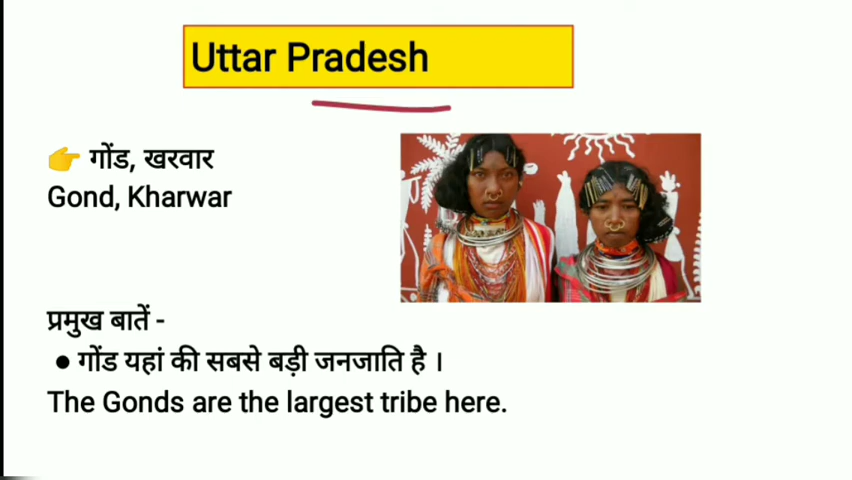 Uttar Pradesh
👉 गोंड, खरवार
Gond, Kharwar
प्रमुख बातें -
● गोंड यहां की सबसे बड़ी जनजाति है ।
The Gonds are the largest tribe here.